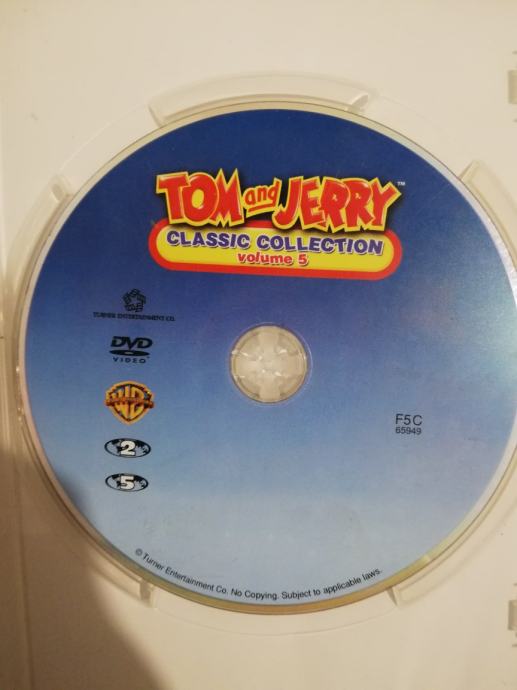 TOM and JERRY™
CLASSIC COLLECTION
volume 5
TURNER ENTERTAINMENT CO.
DVD
VIDEO
WB
2
5
F5C
65949
© Turner Entertainment Co. No Copying. Subject to applicable laws.